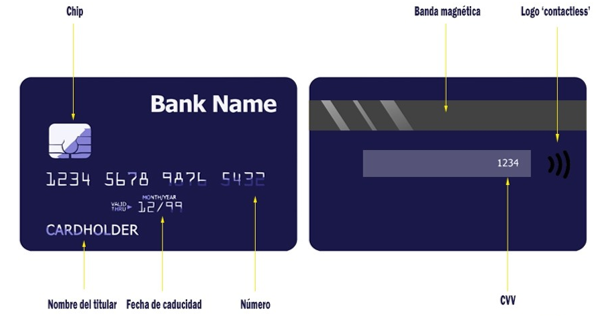 Chip
Banda magnética
Logo ‘contactless’
Bank Name
1234 5678 9876 5432
MONTH/YEAR
VALID THRU
12/99
CARDHOLDER
1234
Nombre del titular
Fecha de caducidad
Número
CVV